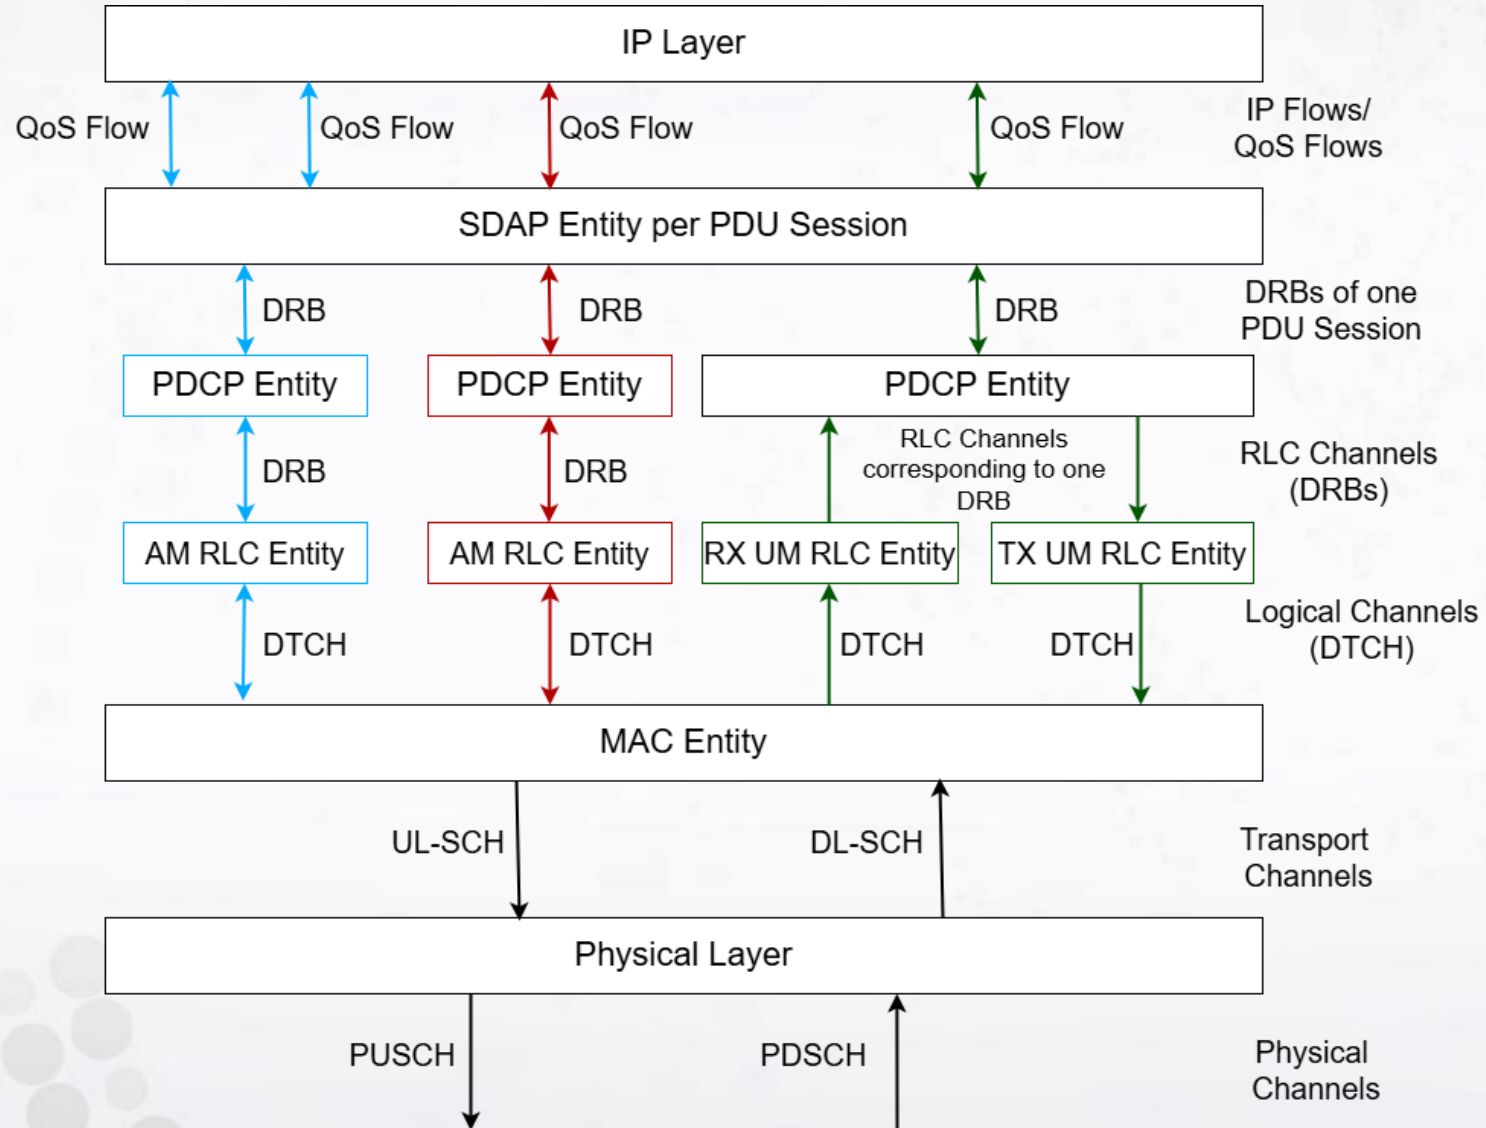 IP Layer
QoS Flow
QoS Flow
QoS Flow
QoS Flow
IP Flows/
QoS Flows
SDAP Entity per PDU Session
DRB
DRB
DRB
DRBs of one
PDU Session
PDCP Entity
PDCP Entity
PDCP Entity
DRB
DRB
RLC Channels
corresponding to one
DRB
RLC Channels
(DRBs)
AM RLC Entity
AM RLC Entity
RX UM RLC Entity
TX UM RLC Entity
DTCH
DTCH
DTCH
DTCH
Logical Channels
(DTCH)
MAC Entity
UL-SCH
DL-SCH
Transport
Channels
Physical Layer
PUSCH
PDSCH
Physical
Channels